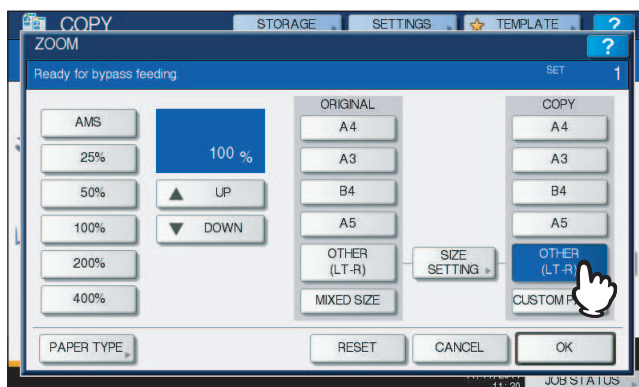 COPY STORAGE SETTINGS TEMPLATE ?
ZOOM ?
Ready for bypass feeding. SET 1
ORIGINAL COPY
AMS A4 A4
25% 100 % A3 A3
50% UP B4 B4
100% DOWN A5 A5
200% OTHER (LT-R) SIZE SETTING OTHER (LT-R)
400% MIXED SIZE CUSTOM
PAPER TYPE RESET CANCEL OK
JOB STATUS